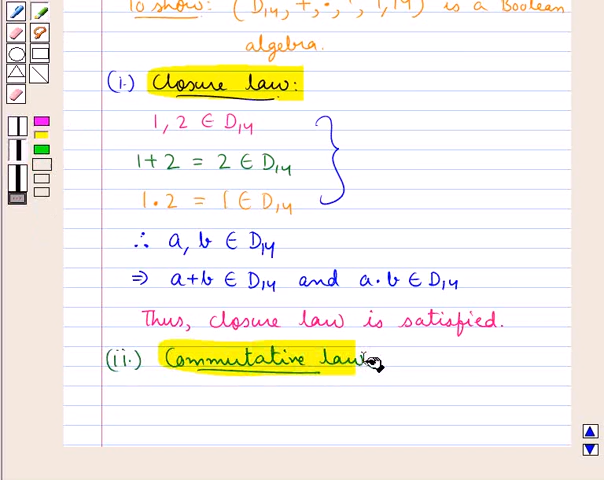 To show: (D₁₄, +, ·, ', 1, 14) is a Boolean
algebra.
(i.) Closure law:
1, 2 ∈ D₁₄
1 + 2 = 2 ∈ D₁₄
1 · 2 = 1 ∈ D₁₄
∴ a, b ∈ D₁₄
⇒ a+b ∈ D₁₄ and a·b ∈ D₁₄
Thus, closure law is satisfied.
(ii.) Commutative law